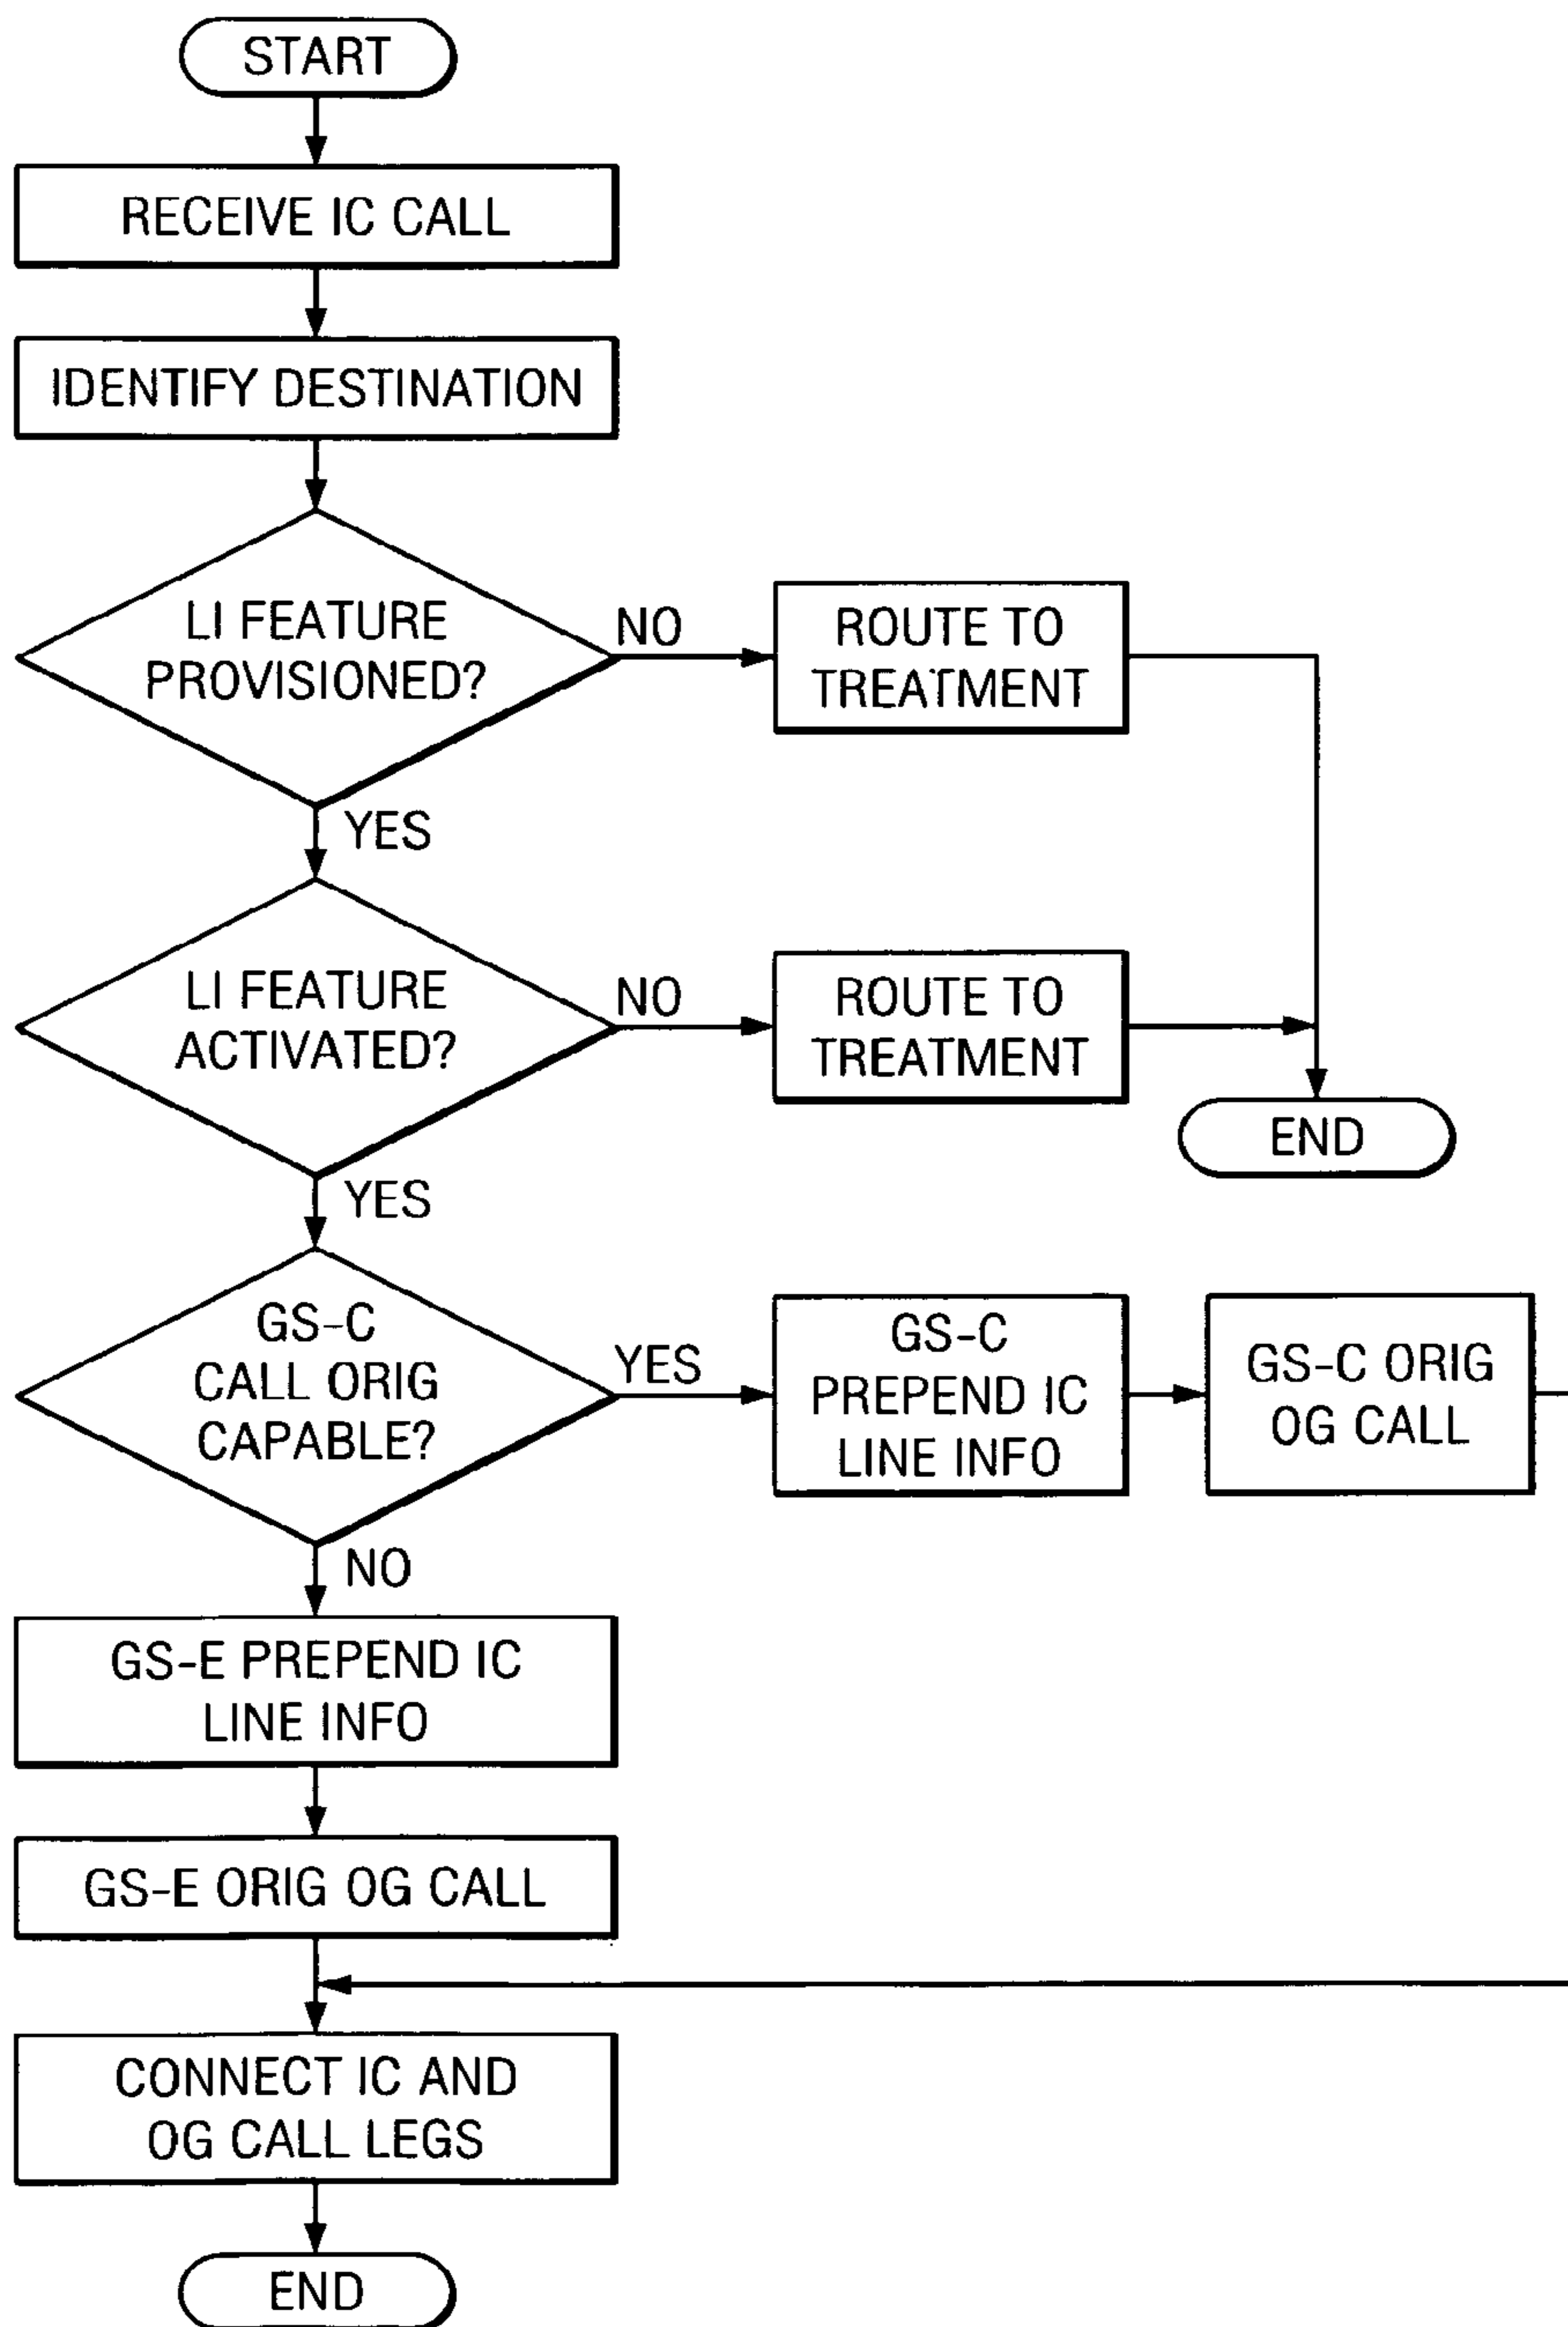 START
RECEIVE IC CALL
IDENTIFY DESTINATION
LI FEATURE
PROVISIONED?
NO
ROUTE TO
TREATMENT
YES
LI FEATURE
ACTIVATED?
NO
ROUTE TO
TREATMENT
END
YES
GS-C
CALL ORIG
CAPABLE?
YES
GS-C
PREPEND IC
LINE INFO
GS-C ORIG
OG CALL
NO
GS-E PREPEND IC
LINE INFO
GS-E ORIG OG CALL
CONNECT IC AND
OG CALL LEGS
END